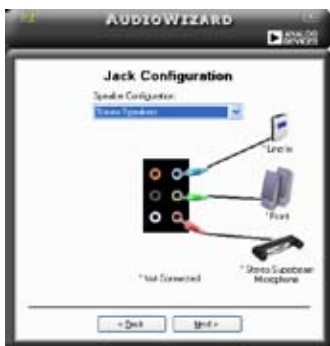 AUDIOWIZARD
ANALOG
DEVICES
Jack Configuration
Speaker Configuration:
Stereo Speakers
*Line In
*Front
*Stereo Superbeam
Microphone
*Not Connected
< Back
Next >